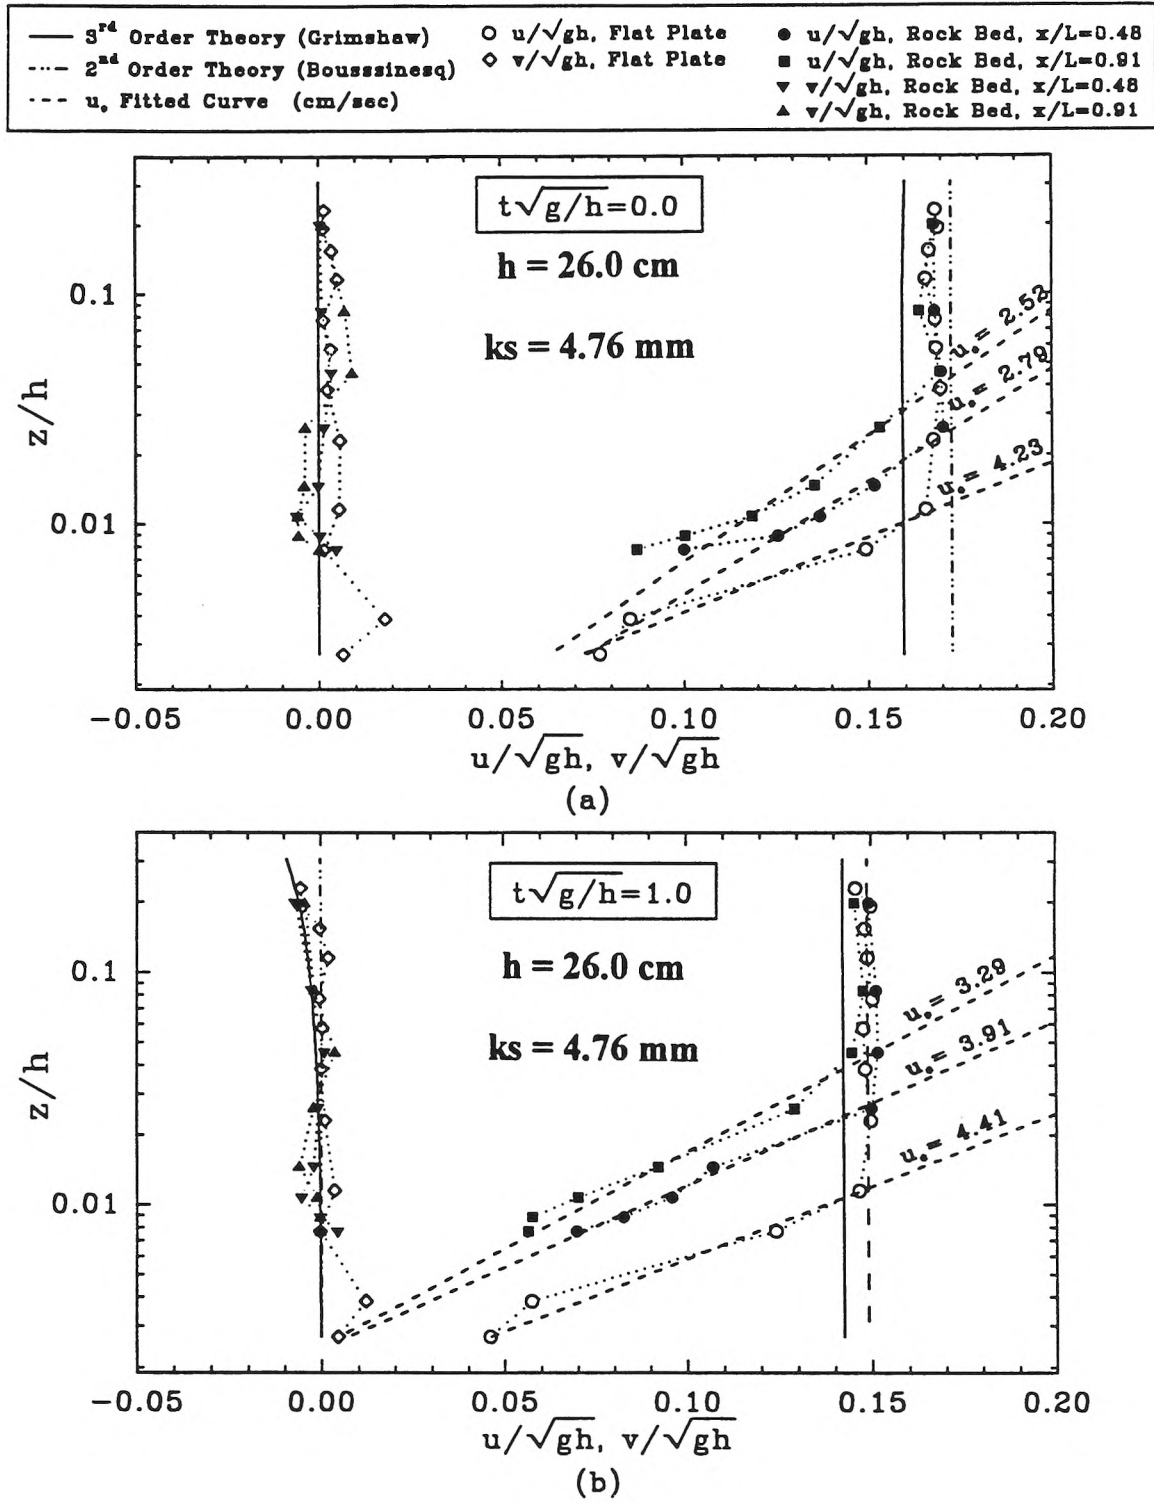 3rd Order Theory (Grimshaw)
2nd Order Theory (Bousssinesq)
u* Fitted Curve (cm/sec)
u/√gh, Flat Plate
v/√gh, Flat Plate
u/√gh, Rock Bed, x/L=0.48
u/√gh, Rock Bed, x/L=0.91
v/√gh, Rock Bed, x/L=0.48
v/√gh, Rock Bed, x/L=0.91
t√g/h=0.0
h = 26.0 cm
ks = 4.76 mm
u*= 2.52
u*= 2.79
u*= 4.23
z/h
0.1
0.01
−0.05 0.00 0.05 0.10 0.15 0.20
u/√gh, v/√gh
(a)
t√g/h=1.0
h = 26.0 cm
ks = 4.76 mm
u*= 3.29
u*= 3.91
u*= 4.41
z/h
0.1
0.01
−0.05 0.00 0.05 0.10 0.15 0.20
u/√gh, v/√gh
(b)